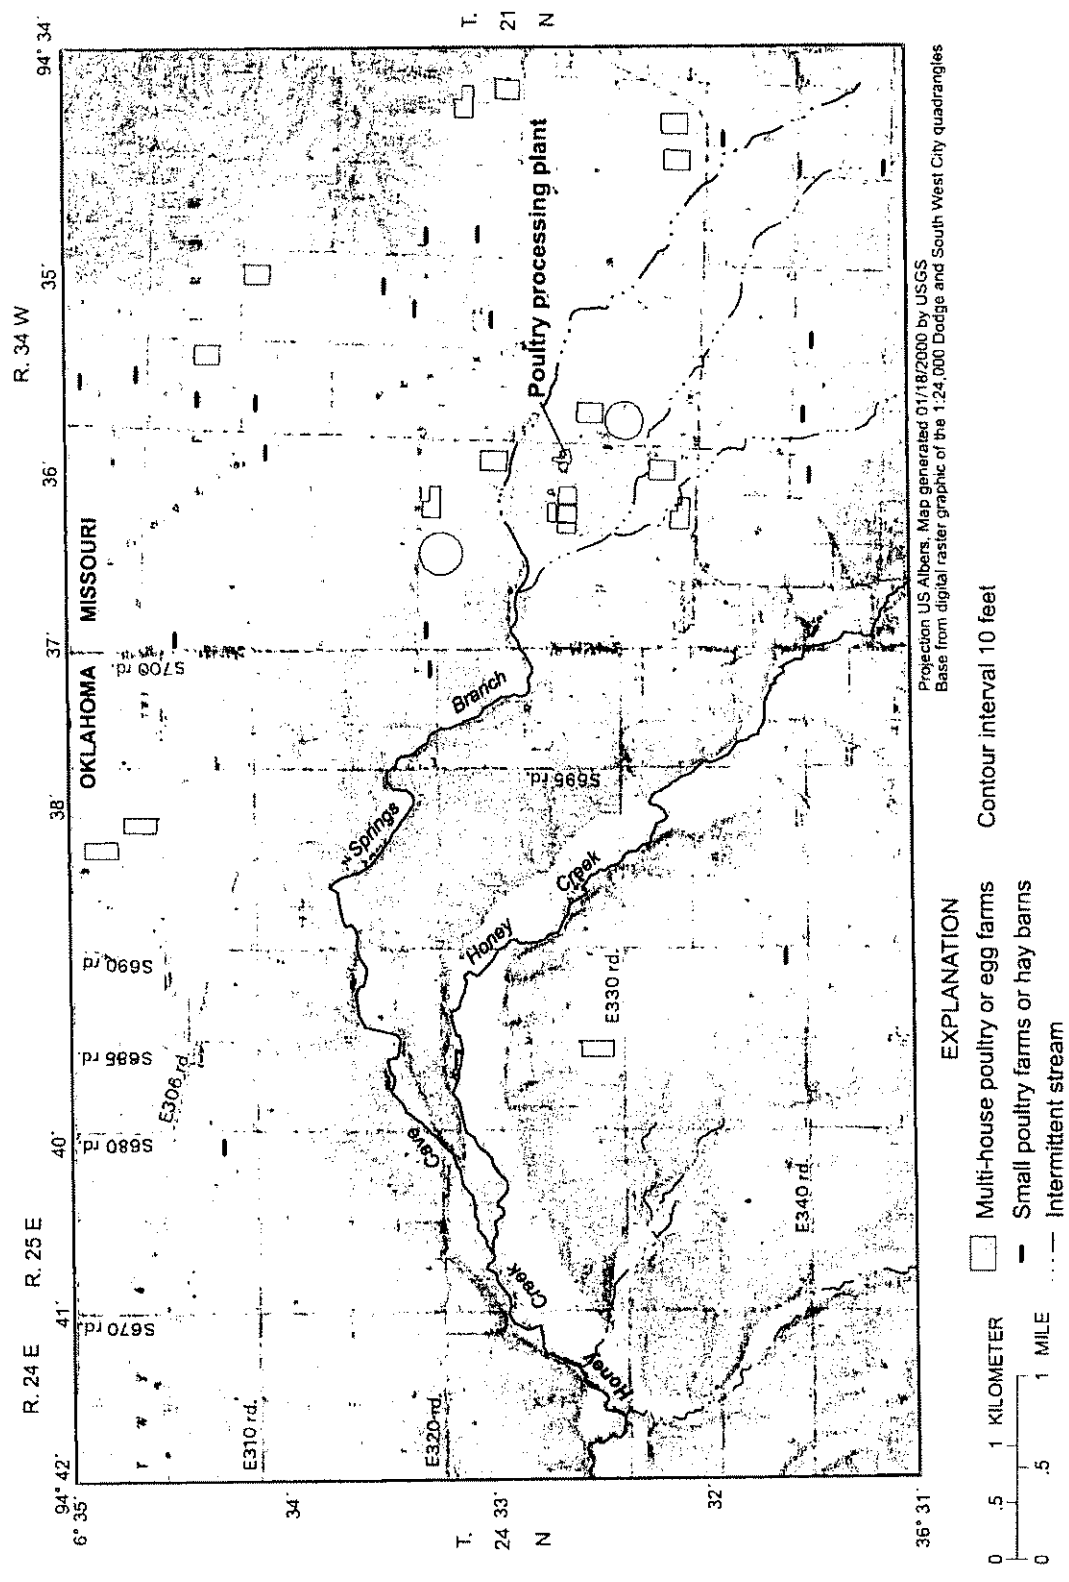 R. 24 E
R. 25 E
R. 34 W
94° 42´
41´
40´
38´
37´
36´
35´
94° 34´
6° 35´
34´
33
32´
36° 31´
T.
24
N
T.
21
N
OKLAHOMA
MISSOURI
S670 rd.
S680 rd.
S685 rd.
S690 rd.
S695 rd.
S700 rd.
E306 rd.
E310 rd.
E320 rd.
E330 rd.
E340 rd.
Cave
Springs
Branch
Honey
Creek
Honey
Creek
Poultry processing plant
Projection US Albers, Map generated 01/18/2000 by USGS
Base from digital raster graphic of the 1:24,000 Dodge and South West City quadrangles
0 .5 1 KILOMETER
0 .5 1 MILE
EXPLANATION
Multi-house poultry or egg farms
Small poultry farms or hay barns
Intermittent stream
Contour interval 10 feet